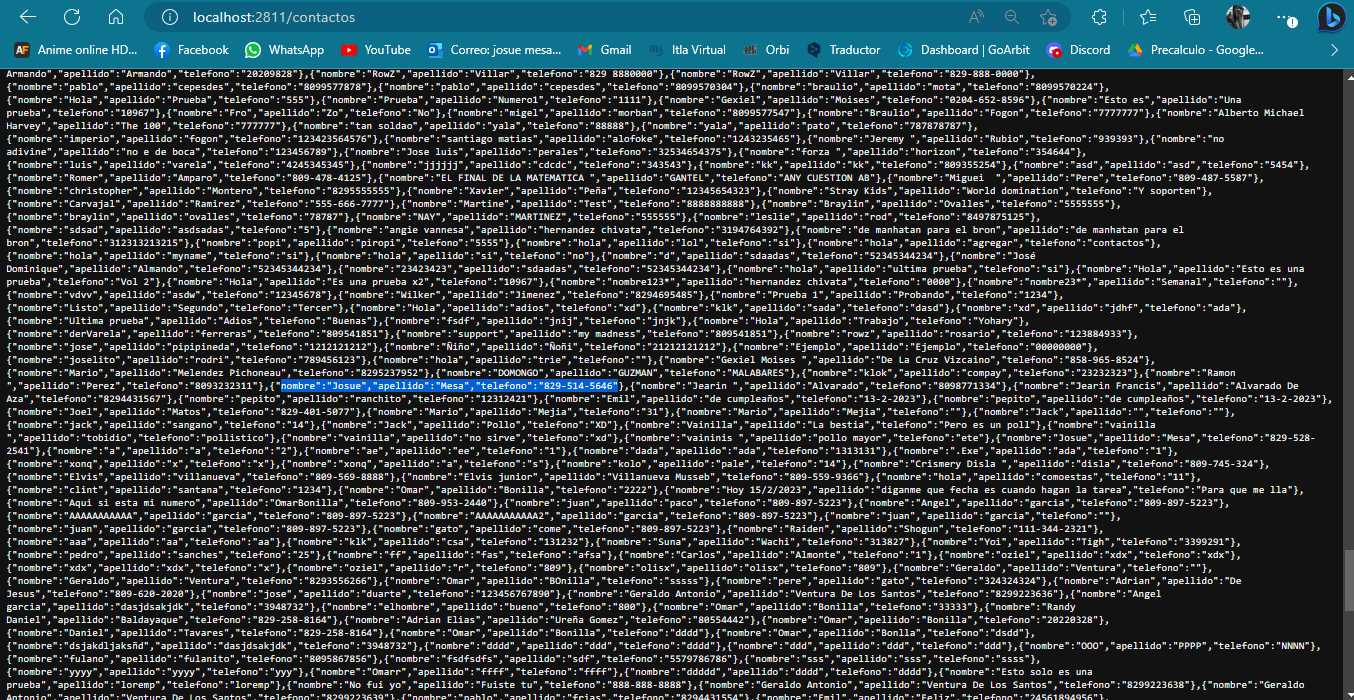 localhost:2811/contactos
Anime online HD... Facebook WhatsApp YouTube Correo: josue mesa... Gmail Itla Virtual Orbi Traductor Dashboard | GoArbit Discord Precalculo - Google...
Armando","apellido":"Armando","telefono":"20209828"},{"nombre":"RowZ","apellido":"Villar","telefono":"829 8880000"},{"nombre":"RowZ","apellido":"Villar","telefono":"829-888-0000"},
{"nombre":"pablo","apellido":"cepesdes","telefono":"8099577878"},{"nombre":"pablo","apellido":"cepesdes","telefono":"8099570304"},{"nombre":"braulio","apellido":"mota","telefono":"8099570224"},
{"nombre":"Hola","apellido":"Prueba","telefono":"555"},{"nombre":"Prueba","apellido":"Numero1","telefono":"1111"},{"nombre":"Gexiel","apellido":"Moises","telefono":"0204-652-8596"},{"nombre":"Esto es","apellido":"Una
prueba","telefono":"10967"},{"nombre":"Fro","apellido":"Zo","telefono":"No"},{"nombre":"migel","apellido":"morban","telefono":"8099577547"},{"nombre":"Braulio","apellido":"Fogon","telefono":"7777777"},{"nombre":"Alberto Michael
Harvey","apellido":"The 100","telefono":"777777"},{"nombre":"tan soldao","apellido":"yala","telefono":"88888"},{"nombre":"yala","apellido":"pato","telefono":"787878787"},
{"nombre":"imperio","apellido":"fogon","telefono":"123423564576"},{"nombre":"santiago matias","apellido":"alofoke","telefono":"1243235465"},{"nombre":"Jeremy ","apellido":"Rubio","telefono":"939393"},{"nombre":"no
adivine","apellido":"no e de boca","telefono":"123456789"},{"nombre":"Jose luis","apellido":"perales","telefono":"32534654375"},{"nombre":"forza ","apellido":"horizon","telefono":"354644"},
{"nombre":"luis","apellido":"varela","telefono":"4245345345"},{"nombre":"jjjjjj","apellido":"cdcdc","telefono":"343543"},{"nombre":"kk","apellido":"kk","telefono":"809355254"},{"nombre":"asd","apellido":"asd","telefono":"5454"},
{"nombre":"Romer","apellido":"Amparo","telefono":"809-478-4125"},{"nombre":"EL FINAL DE LA MATEMATICA ","apellido":"GANTEL","telefono":"ANY CUESTION AB"},{"nombre":"Miguei  ","apellido":"Pere","telefono":"809-487-5587"},
{"nombre":"christopher","apellido":"Montero","telefono":"8295555555"},{"nombre":"Xavier","apellido":"Peña","telefono":"12345654323"},{"nombre":"Stray Kids","apellido":"World domination","telefono":"Y soporten"},
{"nombre":"Carvajal","apellido":"Ramirez","telefono":"555-666-7777"},{"nombre":"Martine","apellido":"Test","telefono":"8888888888"},{"nombre":"Braylin","apellido":"Ovalles","telefono":"5555555"},
{"nombre":"braylin","apellido":"ovalles","telefono":"78787"},{"nombre":"NAY","apellido":"MARTINEZ","telefono":"555555"},{"nombre":"leslie","apellido":"rod","telefono":"8497875125"},
{"nombre":"sdsad","apellido":"asdsadas","telefono":"5"},{"nombre":"angie vannesa","apellido":"hernandez chivata","telefono":"3194764392"},{"nombre":"de manhatan para el bron","apellido":"de manhatan para el
bron","telefono":"312313213215"},{"nombre":"popi","apellido":"piropi","telefono":"5555"},{"nombre":"hola","apellido":"lol","telefono":"si"},{"nombre":"hola","apellido":"agregar","telefono":"contactos"},
{"nombre":"hola","apellido":"myname","telefono":"si"},{"nombre":"hola","apellido":"si","telefono":"no"},{"nombre":"d","apellido":"sdaadas","telefono":"52345344234"},{"nombre":"José
Dominique","apellido":"Almando","telefono":"52345344234"},{"nombre":"23423423","apellido":"sdaadas","telefono":"52345344234"},{"nombre":"hola","apellido":"ultima prueba","telefono":"si"},{"nombre":"Hola","apellido":"Esto es una
prueba","telefono":"Vol 2"},{"nombre":"Hola","apellido":"Es una prueba x2","telefono":"10967"},{"nombre":"nombre123*","apellido":"hernandez chivata","telefono":"0000"},{"nombre":"nombre23*","apellido":"Semanal","telefono":""},
{"nombre":"vdvv","apellido":"asdw","telefono":"12345678"},{"nombre":"Wilker","apellido":"Jimenez","telefono":"8294695485"},{"nombre":"Prueba 1","apellido":"Probando","telefono":"1234"},
{"nombre":"Listo","apellido":"Segundo","telefono":"Tercer"},{"nombre":"Hola","apellido":"adios","telefono":"xd"},{"nombre":"klk","apellido":"sada","telefono":"dasd"},{"nombre":"xd","apellido":"jdhf","telefono":"ada"},
{"nombre":"Ultima prueba","apellido":"Adios","telefono":"Buenas"},{"nombre":"fsdf","apellido":"jnij","telefono":"jnjk"},{"nombre":"Hola","apellido":"Trabajo","telefono":"Yohary"},
{"nombre":"derVarela","apellido":"ferreras","telefono":"809541851"},{"nombre":"support","apellido":"my madness","telefono":"809541851"},{"nombre":"rowz","apellido":"rosario","telefono":"123884933"},
{"nombre":"jose","apellido":"pipipineda","telefono":"1212121212"},{"nombre":"Ñiño","apellido":"Ñoñi","telefono":"21212121212"},{"nombre":"Ejemplo","apellido":"Ejemplo","telefono":"00000000"},
{"nombre":"joselito","apellido":"rodri","telefono":"789456123"},{"nombre":"hola","apellido":"trie","telefono":""},{"nombre":"Gexiel Moises ","apellido":"De La Cruz Vizcaino","telefono":"858-965-8524"},
{"nombre":"Mario","apellido":"Melendez Pichoneau","telefono":"8295237952"},{"nombre":"DOMONGO","apellido":"GUZMAN","telefono":"MALABARES"},{"nombre":"klok","apellido":"compay","telefono":"23232323"},{"nombre":"Ramon
","apellido":"Perez","telefono":"8093232311"},{"nombre":"Josue","apellido":"Mesa","telefono":"829-514-5646"},{"nombre":"Jearin ","apellido":"Alvarado","telefono":"8098771334"},{"nombre":"Jearin Francis","apellido":"Alvarado De
Aza","telefono":"8294431567"},{"nombre":"pepito","apellido":"ranchito","telefono":"12312421"},{"nombre":"Emil","apellido":"de cumpleaños","telefono":"13-2-2023"},{"nombre":"pepito","apellido":"de cumpleaños","telefono":"13-2-2023"},
{"nombre":"Joel","apellido":"Matos","telefono":"829-401-5077"},{"nombre":"Mario","apellido":"Mejia","telefono":"31"},{"nombre":"Mario","apellido":"Mejia","telefono":""},{"nombre":"Jack","apellido":"","telefono":""},
{"nombre":"jack","apellido":"sangano","telefono":"14"},{"nombre":"Jack","apellido":"Pollo","telefono":"XD"},{"nombre":"Vainilla","apellido":"La bestia","telefono":"Pero es un poll"},{"nombre":"vainilla
","apellido":"tobidio","telefono":"pollistico"},{"nombre":"vainilla","apellido":"no sirve","telefono":"xd"},{"nombre":"vaininis ","apellido":"pollo mayor","telefono":"ete"},{"nombre":"Josue","apellido":"Mesa","telefono":"829-528-
2541"},{"nombre":"a","apellido":"a","telefono":"2"},{"nombre":"ae","apellido":"ee","telefono":"1"},{"nombre":"dada","apellido":"ada","telefono":"1313131"},{"nombre":".Exe","apellido":"ada","telefono":"1"},
{"nombre":"xonq","apellido":"x","telefono":"x"},{"nombre":"xonq","apellido":"a","telefono":"s"},{"nombre":"kolo","apellido":"pale","telefono":"14"},{"nombre":"Crismery Disla ","apellido":"disla","telefono":"809-745-324"},
{"nombre":"Elvis","apellido":"villanueva","telefono":"809-569-8888"},{"nombre":"Elvis junior","apellido":"Villanueva Musseb","telefono":"809-559-9366"},{"nombre":"hola","apellido":"comoestas","telefono":"11"},
{"nombre":"clint","apellido":"santana","telefono":"1234"},{"nombre":"Omar","apellido":"Bonilla","telefono":"2222"},{"nombre":"Hoy 15/2/2023","apellido":"diganme que fecha es cuando hagan la tarea","telefono":"Para que me lla"},
{"nombre":"Aqui si esta mi numero","apellido":"OmarBonilla","telefono":"809-953-2440"},{"nombre":"juan","apellido":"paco","telefono":"809-897-5223"},{"nombre":"Angel","apellido":"garcia","telefono":"809-897-5223"},
{"nombre":"AAAAAAAAAA","apellido":"garcia","telefono":"809-897-5223"},{"nombre":"AAAAAAAAAA2","apellido":"garcia","telefono":"809-897-5223"},{"nombre":"juan","apellido":"garcia","telefono":""},
{"nombre":"juan","apellido":"garcia","telefono":"809-897-5223"},{"nombre":"gato","apellido":"come","telefono":"809-897-5223"},{"nombre":"Raiden","apellido":"Shogun","telefono":"111-344-2321"},
{"nombre":"aaa","apellido":"aa","telefono":"aa"},{"nombre":"klk","apellido":"csa","telefono":"131232"},{"nombre":"Suna","apellido":"Wachi","telefono":"313827"},{"nombre":"Yoi","apellido":"Tigh","telefono":"3399291"},
{"nombre":"pedro","apellido":"sanches","telefono":"25"},{"nombre":"ff","apellido":"fas","telefono":"afsa"},{"nombre":"Carlos","apellido":"Almonte","telefono":"1"},{"nombre":"oziel","apellido":"xdx","telefono":"xdx"},
{"nombre":"xdx","apellido":"xdx","telefono":"x"},{"nombre":"oziel","apellido":"r","telefono":"809"},{"nombre":"olisx","apellido":"olisx","telefono":"809"},{"nombre":"Geraldo","apellido":"Ventura","telefono":""},
{"nombre":"Geraldo","apellido":"Ventura","telefono":"8293556266"},{"nombre":"Omar","apellido":"BOnilla","telefono":"sssss"},{"nombre":"pere","apellido":"gato","telefono":"324324324"},{"nombre":"Adrian","apellido":"De
Jesus","telefono":"809-620-2020"},{"nombre":"jose","apellido":"duarte","telefono":"123456767890"},{"nombre":"Geraldo Antonio","apellido":"Ventura De Los Santos","telefono":"8299223636"},{"nombre":"Angel
garcia","apellido":"dasjdsakjdk","telefono":"3948732"},{"nombre":"elhombre","apellido":"bueno","telefono":"800"},{"nombre":"Omar","apellido":"Bonilla","telefono":"33333"},{"nombre":"Randy
Daniel","apellido":"Baldayaque","telefono":"829-258-8164"},{"nombre":"Adrian Elias","apellido":"Ureña Gomez","telefono":"80554442"},{"nombre":"Omar","apellido":"Bonilla","telefono":"20220328"},
{"nombre":"Daniel","apellido":"Tavares","telefono":"829-258-8164"},{"nombre":"Omar","apellido":"Bonilla","telefono":"dddd"},{"nombre":"Omar","apellido":"Bonlla","telefono":"dsdd"},
{"nombre":"dsjakdljaksñd","apellido":"dasjdsakjdk","telefono":"3948732"},{"nombre":"dddd","apellido":"ddd","telefono":"dddd"},{"nombre":"ddd","apellido":"ddd","telefono":"ddd"},{"nombre":"OOO","apellido":"PPPP","telefono":"NNNN"},
{"nombre":"fulano","apellido":"fulanito","telefono":"8095867856"},{"nombre":"fsdfsdfs","apellido":"sdf","telefono":"5579786786"},{"nombre":"sss","apellido":"sss","telefono":"ssss"},
{"nombre":"yyyy","apellido":"yyyy","telefono":"yyy"},{"nombre":"Omarr","apellido":"ffff","telefono":"ffff"},{"nombre":"ddddd","apellido":"dddd","telefono":"dddd"},{"nombre":"Esto solo es una
prueba","apellido":"loremp","telefono":"loremp"},{"nombre":"No fui yo","apellido":"Fuiste tu","telefono":"888-888-8888"},{"nombre":"Geraldo Antonio","apellido":"Ventura De Los Santos","telefono":"8299223638"},{"nombre":"Geraldo